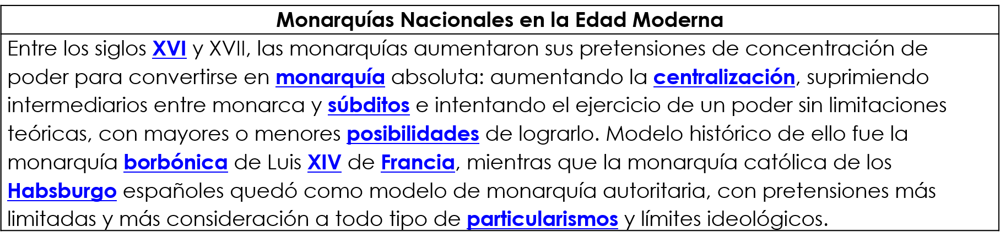 Monarquías Nacionales en la Edad Moderna
Entre los siglos XVI y XVII, las monarquías aumentaron sus pretensiones de concentración de
poder para convertirse en monarquía absoluta: aumentando la centralización, suprimiendo
intermediarios entre monarca y súbditos e intentando el ejercicio de un poder sin limitaciones
teóricas, con mayores o menores posibilidades de lograrlo. Modelo histórico de ello fue la
monarquía borbónica de Luis XIV de Francia, mientras que la monarquía católica de los
Habsburgo españoles quedó como modelo de monarquía autoritaria, con pretensiones más
limitadas y más consideración a todo tipo de particularismos y límites ideológicos.